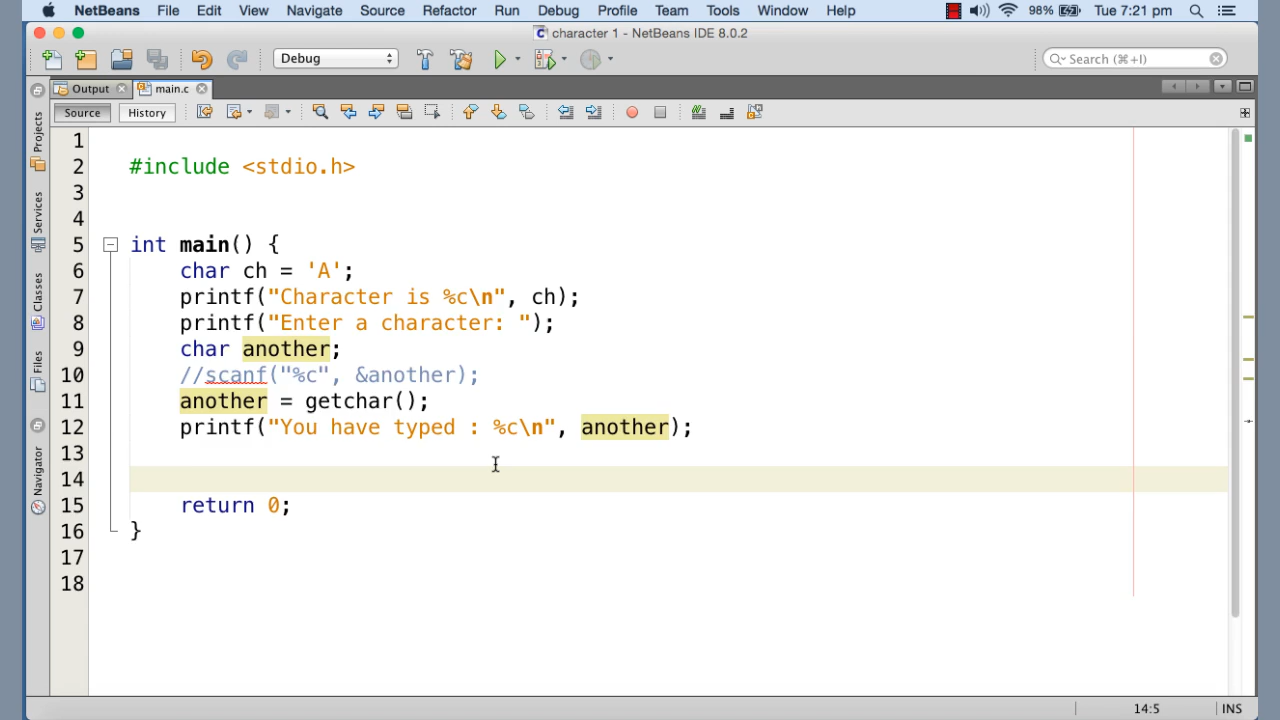 NetBeans File Edit View Navigate Source Refactor Run Debug Profile Team Tools Window Help 98% Tue 7:21 pm
character 1 - NetBeans IDE 8.0.2
Debug Search (⌘+I)
Output main.c
Source History
Projects
Services
Classes
Files
Navigator
1
2 #include <stdio.h>
3
4
5 int main() {
6 char ch = 'A';
7 printf("Character is %c\n", ch);
8 printf("Enter a character: ");
9 char another;
10 //scanf("%c", &another);
11 another = getchar();
12 printf("You have typed : %c\n", another);
13
14
15 return 0;
16 }
17
18
14:5 INS